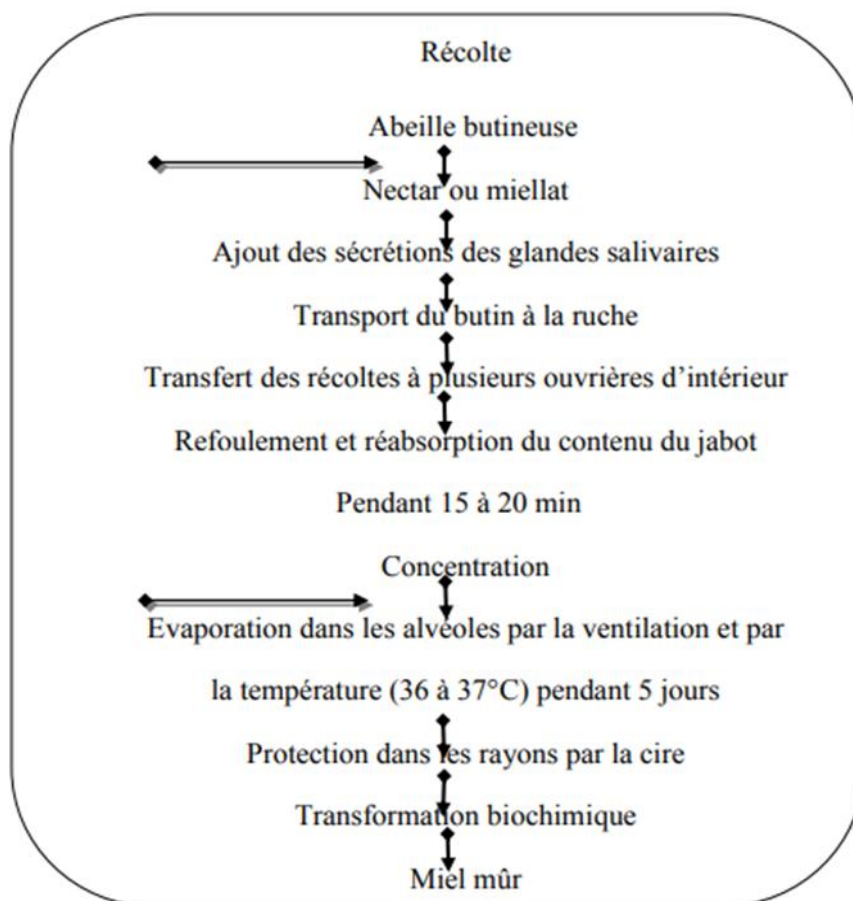 Récolte
Abeille butineuse
Nectar ou miellat
Ajout des sécrétions des glandes salivaires
Transport du butin à la ruche
Transfert des récoltes à plusieurs ouvrières d’intérieur
Refoulement et réabsorption du contenu du jabot
Pendant 15 à 20 min
Concentration
Evaporation dans les alvéoles par la ventilation et par
la température (36 à 37°C) pendant 5 jours
Protection dans les rayons par la cire
Transformation biochimique
Miel mûr